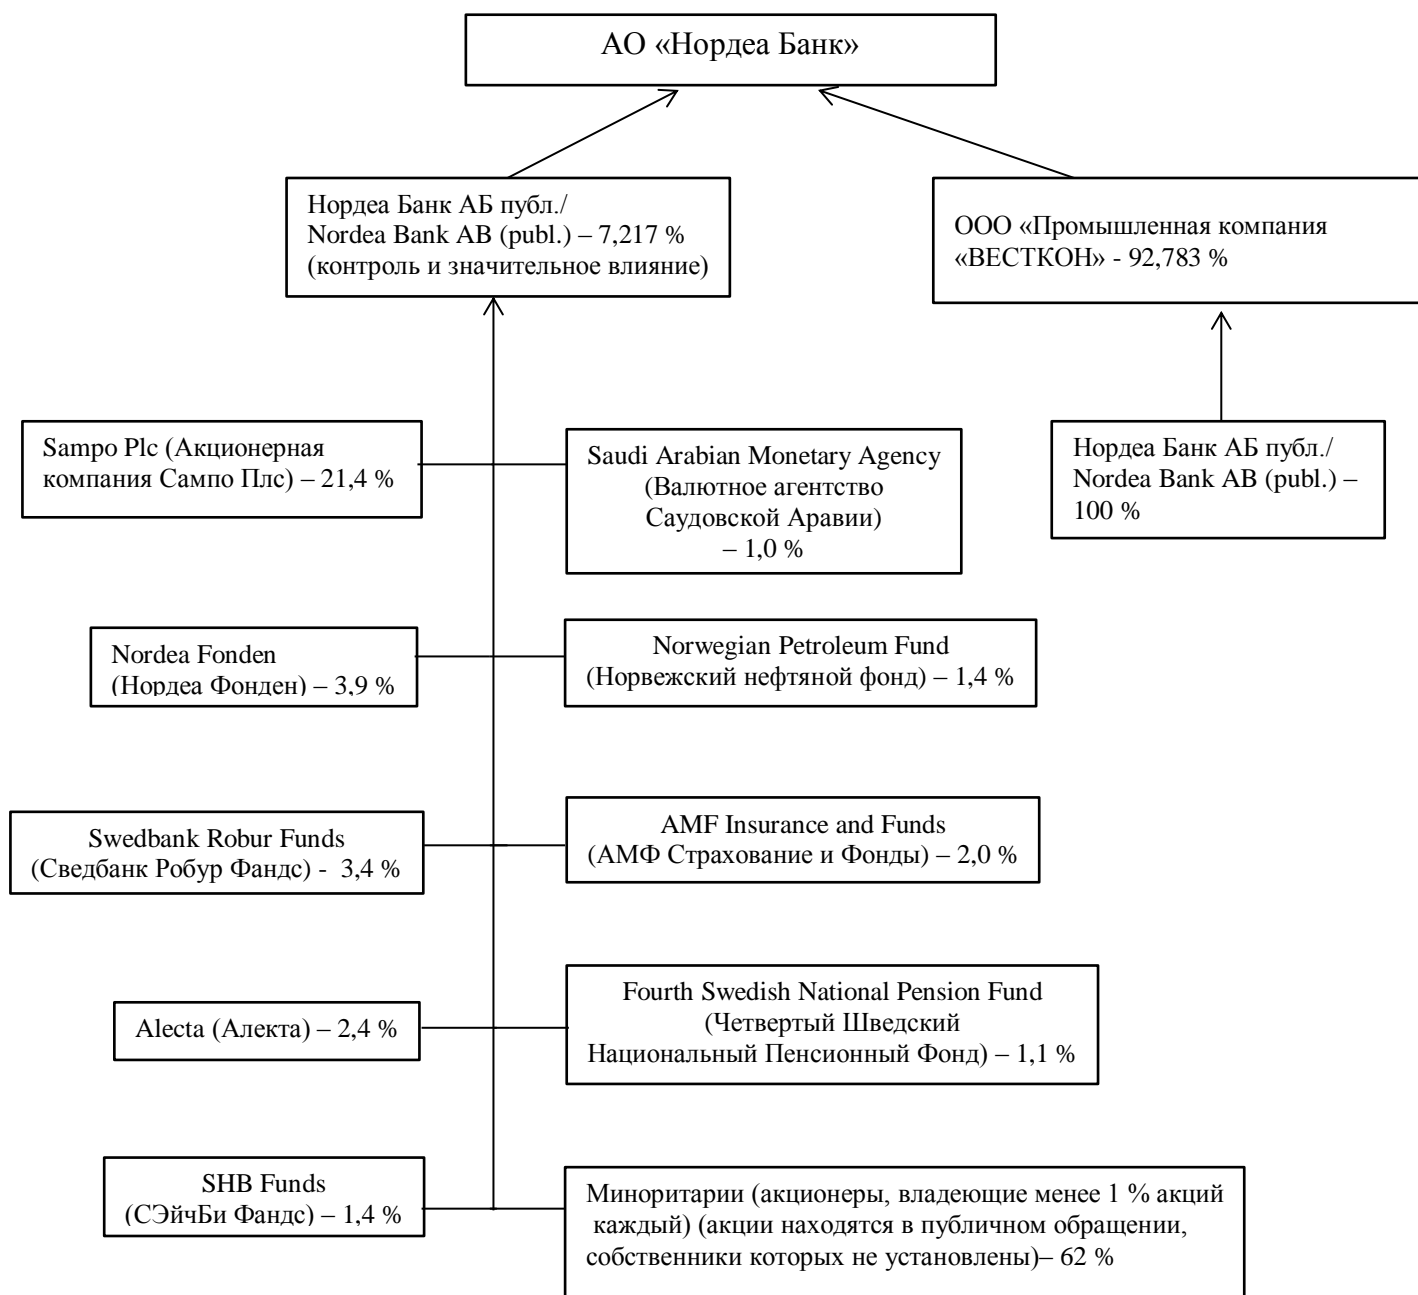 АО «Нордеа Банк»
Нордеа Банк АБ публ./
Nordea Bank AB (publ.) – 7,217 %
(контроль и значительное влияние)
ООО «Промышленная компания
«ВЕСТКОН» - 92,783 %
Sampo Plc (Акционерная
компания Сампо Плс) – 21,4 %
Saudi Arabian Monetary Agency
(Валютное агентство
Саудовской Аравии)
– 1,0 %
Нордеа Банк АБ публ./
Nordea Bank AB (publ.) –
100 %
Nordea Fonden
(Нордеа Фонден) – 3,9 %
Norwegian Petroleum Fund
(Норвежский нефтяной фонд) – 1,4 %
Swedbank Robur Funds
(Сведбанк Робур Фандс) - 3,4 %
AMF Insurance and Funds
(АМФ Страхование и Фонды) – 2,0 %
Alecta (Алекта) – 2,4 %
Fourth Swedish National Pension Fund
(Четвертый Шведский
Национальный Пенсионный Фонд) – 1,1 %
SHB Funds
(СЭйчБи Фандс) – 1,4 %
Миноритарии (акционеры, владеющие менее 1 % акций
каждый) (акции находятся в публичном обращении,
собственники которых не установлены)– 62 %